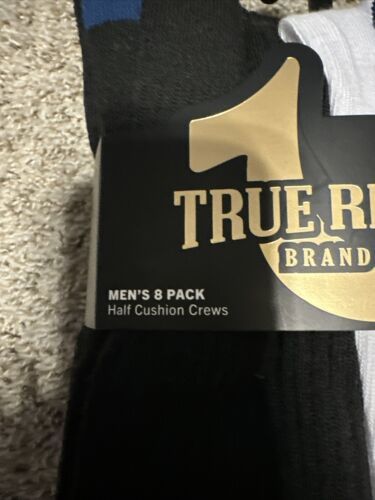 TRUE R
BRAND
MEN'S 8 PACK
Half Cushion Crews